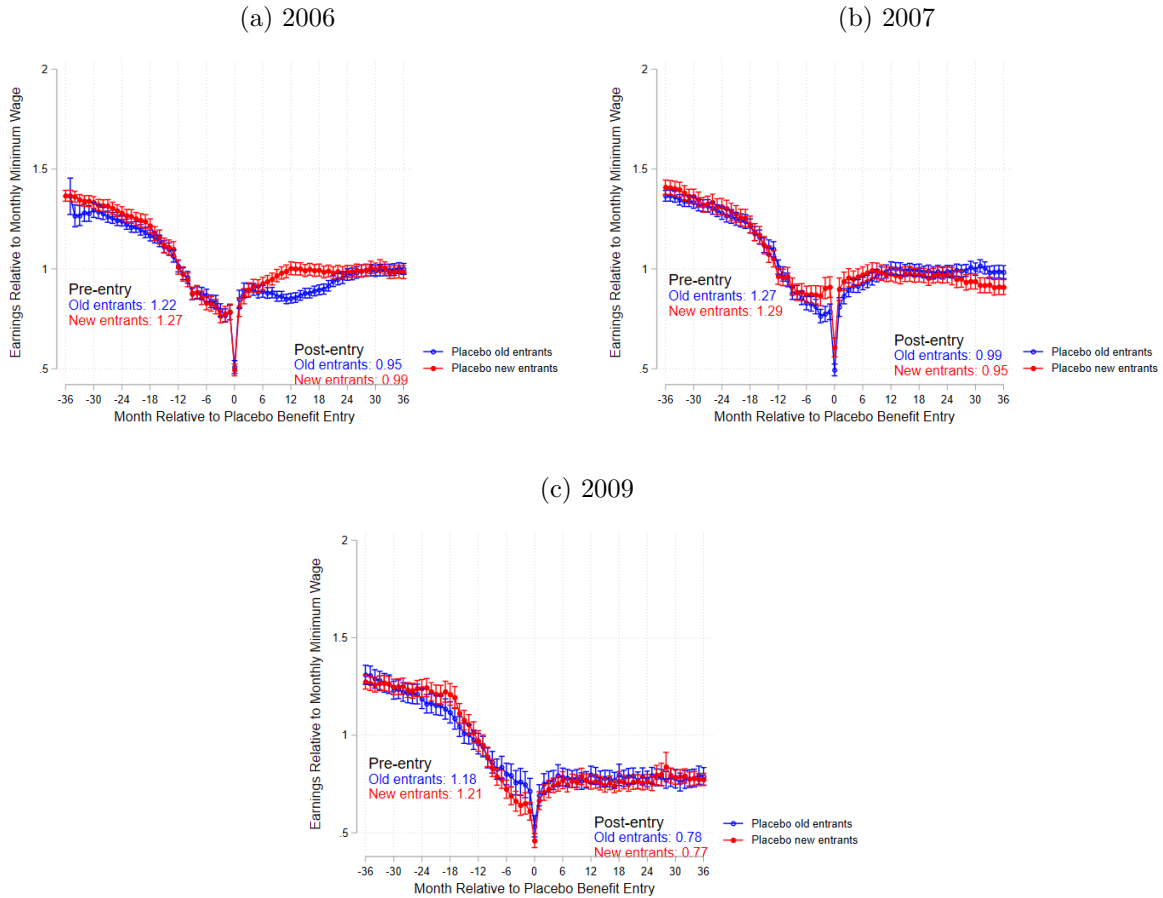 (a) 2006
Earnings Relative to Monthly Minimum Wage
2
1.5
1
.5
Pre-entry
Old entrants: 1.22
New entrants: 1.27
Post-entry
Old entrants: 0.95
New entrants: 0.99
Placebo old entrants
Placebo new entrants
-36 -30 -24 -18 -12 -6 0 6 12 18 24 30 36
Month Relative to Placebo Benefit Entry
(b) 2007
Earnings Relative to Monthly Minimum Wage
2
1.5
1
.5
Pre-entry
Old entrants: 1.27
New entrants: 1.29
Post-entry
Old entrants: 0.99
New entrants: 0.95
Placebo old entrants
Placebo new entrants
-36 -30 -24 -18 -12 -6 0 6 12 18 24 30 36
Month Relative to Placebo Benefit Entry
(c) 2009
Earnings Relative to Monthly Minimum Wage
2
1.5
1
.5
Pre-entry
Old entrants: 1.18
New entrants: 1.21
Post-entry
Old entrants: 0.78
New entrants: 0.77
Placebo old entrants
Placebo new entrants
-36 -30 -24 -18 -12 -6 0 6 12 18 24 30 36
Month Relative to Placebo Benefit Entry